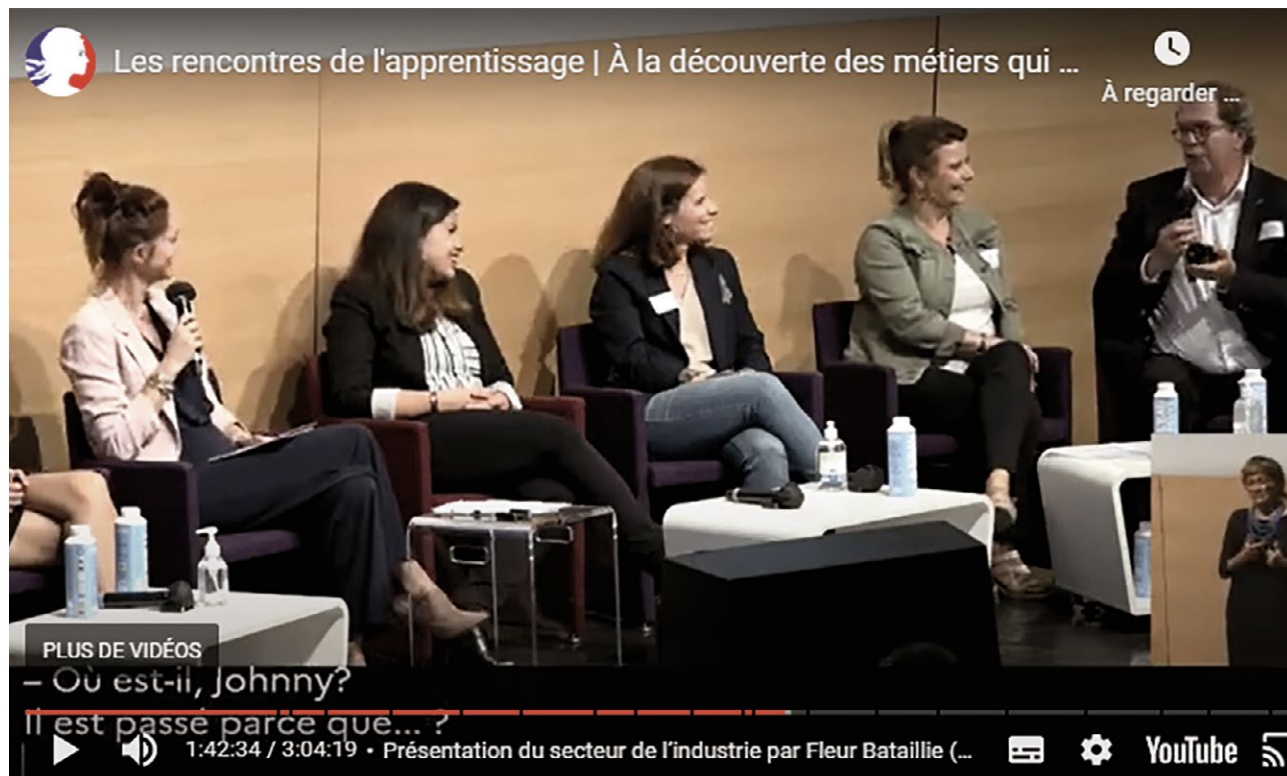 Les rencontres de l'apprentissage | À la découverte des métiers qui ...
À regarder ...
PLUS DE VIDÉOS
– Où est-il, Johnny?
Il est passé parce que... ?
1:42:34 / 3:04:19 • Présentation du secteur de l'industrie par Fleur Bataillie (...
YouTube